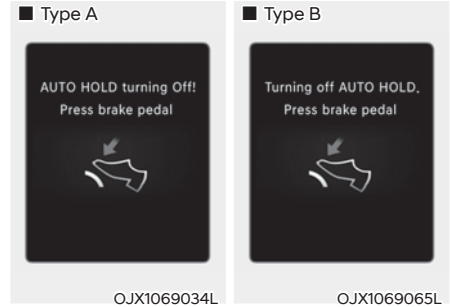 ■ Type A
AUTO HOLD turning Off!
Press brake pedal
OJX1069034L
■ Type B
Turning off AUTO HOLD.
Press brake pedal
OJX1069065L